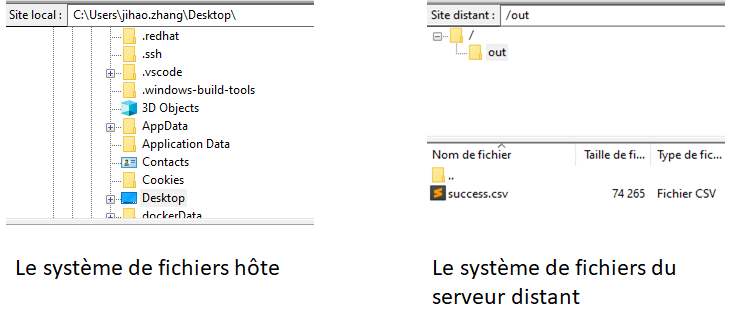 Site local : C:\Users\jihao.zhang\Desktop\
.redhat
.ssh
.vscode
.windows-build-tools
3D Objects
AppData
Application Data
Contacts
Cookies
Desktop
dockerData
Le système de fichiers hôte
Site distant : /out
/
out
Nom de fichier Taille de fi... Type de fic...
..
success.csv 74 265 Fichier CSV
Le système de fichiers du
serveur distant